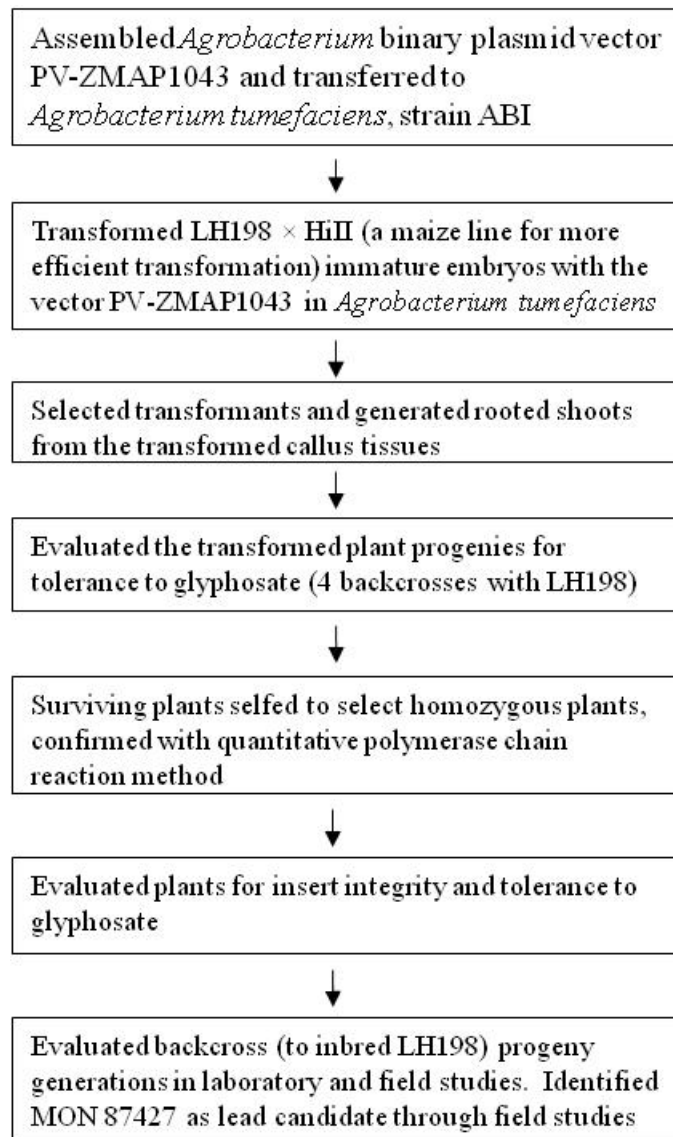 Assembled Agrobacterium binary plasmid vector
PV-ZMAP1043 and transferred to
Agrobacterium tumefaciens, strain ABI
Transformed LH198 × HiII (a maize line for more
efficient transformation) immature embryos with the
vector PV-ZMAP1043 in Agrobacterium tumefaciens
Selected transformants and generated rooted shoots
from the transformed callus tissues
Evaluated the transformed plant progenies for
tolerance to glyphosate (4 backcrosses with LH198)
Surviving plants selfed to select homozygous plants,
confirmed with quantitative polymerase chain
reaction method
Evaluated plants for insert integrity and tolerance to
glyphosate
Evaluated backcross (to inbred LH198) progeny
generations in laboratory and field studies. Identified
MON 87427 as lead candidate through field studies